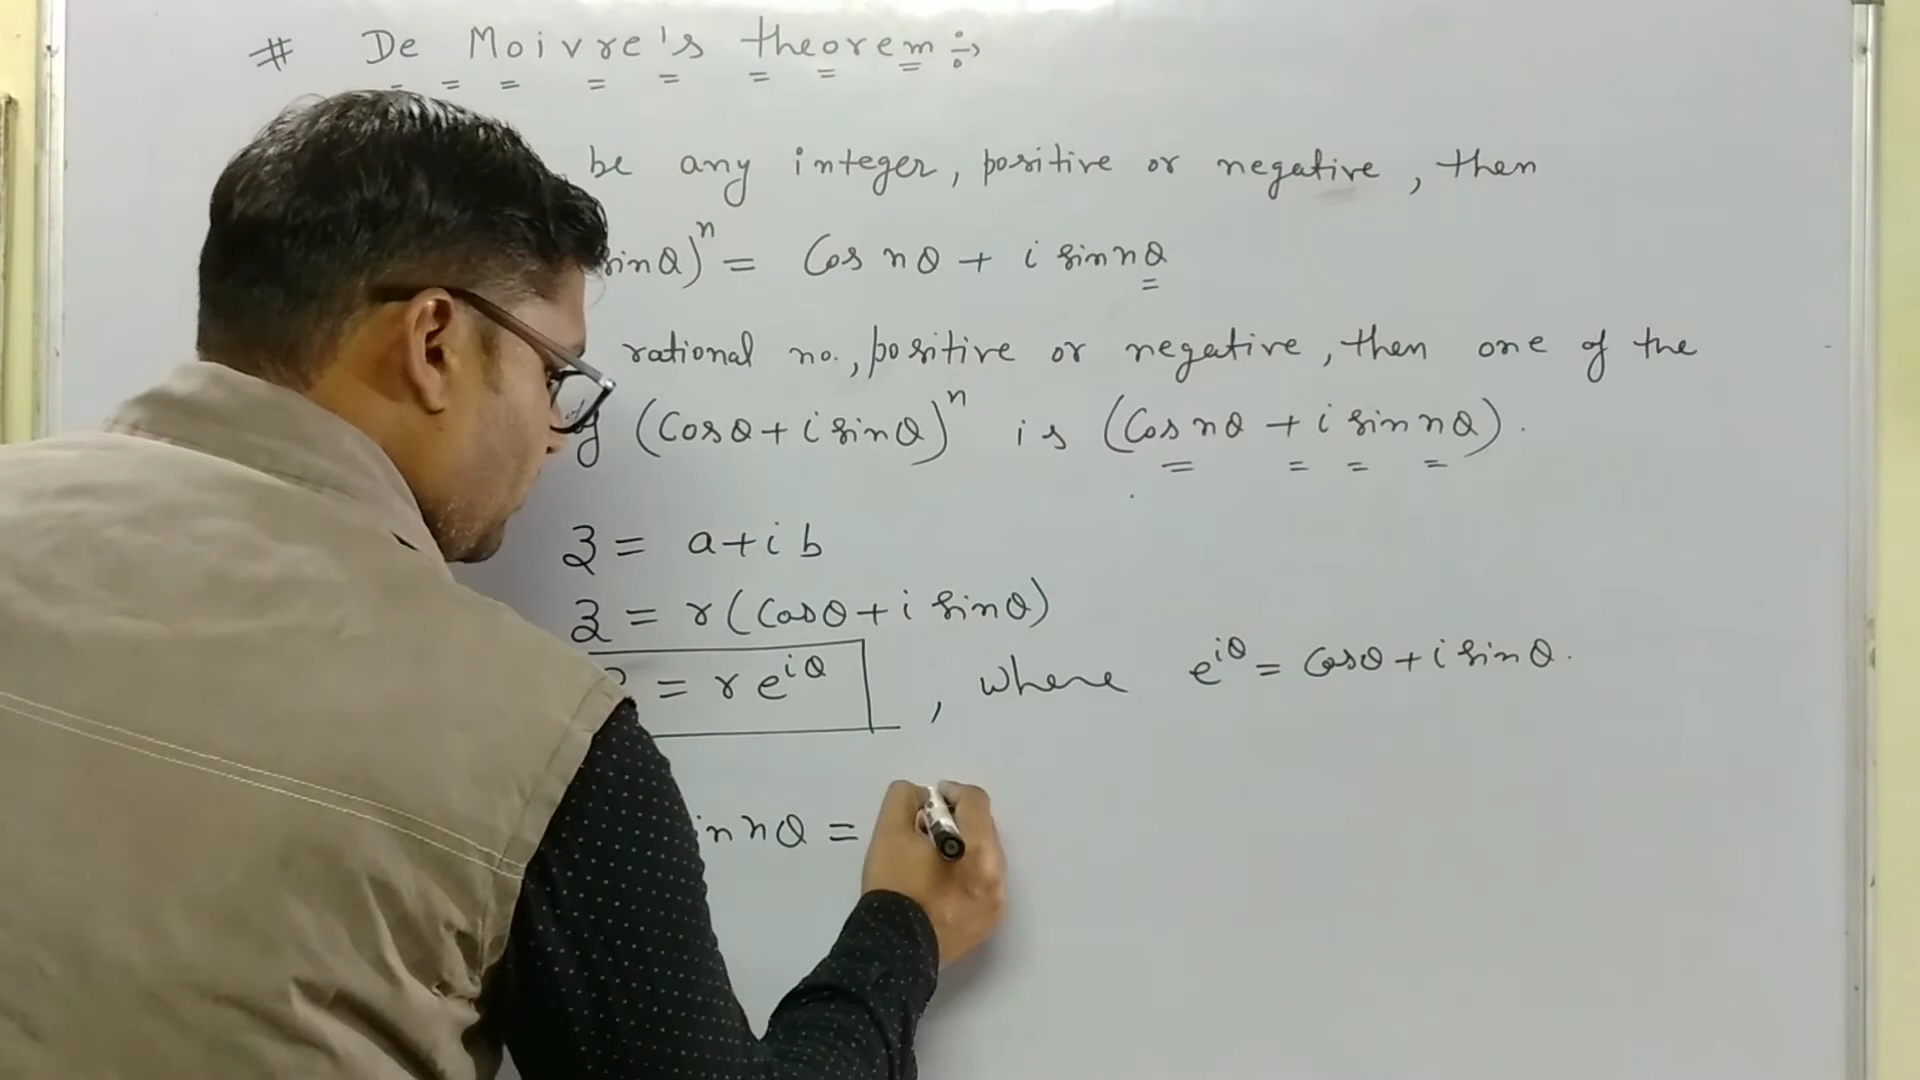 # De Moivre's theorem :-
be any integer, positive or negative, then
sinθ)ⁿ = Cos nθ + i sin nθ
rational no., positive or negative, then one of the
of (Cosθ + i sinθ)ⁿ is (Cos nθ + i sin nθ).
z = a + i b
z = r (Cosθ + i sinθ)
= r e^{iθ} , where e^{iθ} = Cosθ + i sinθ.
in nθ =